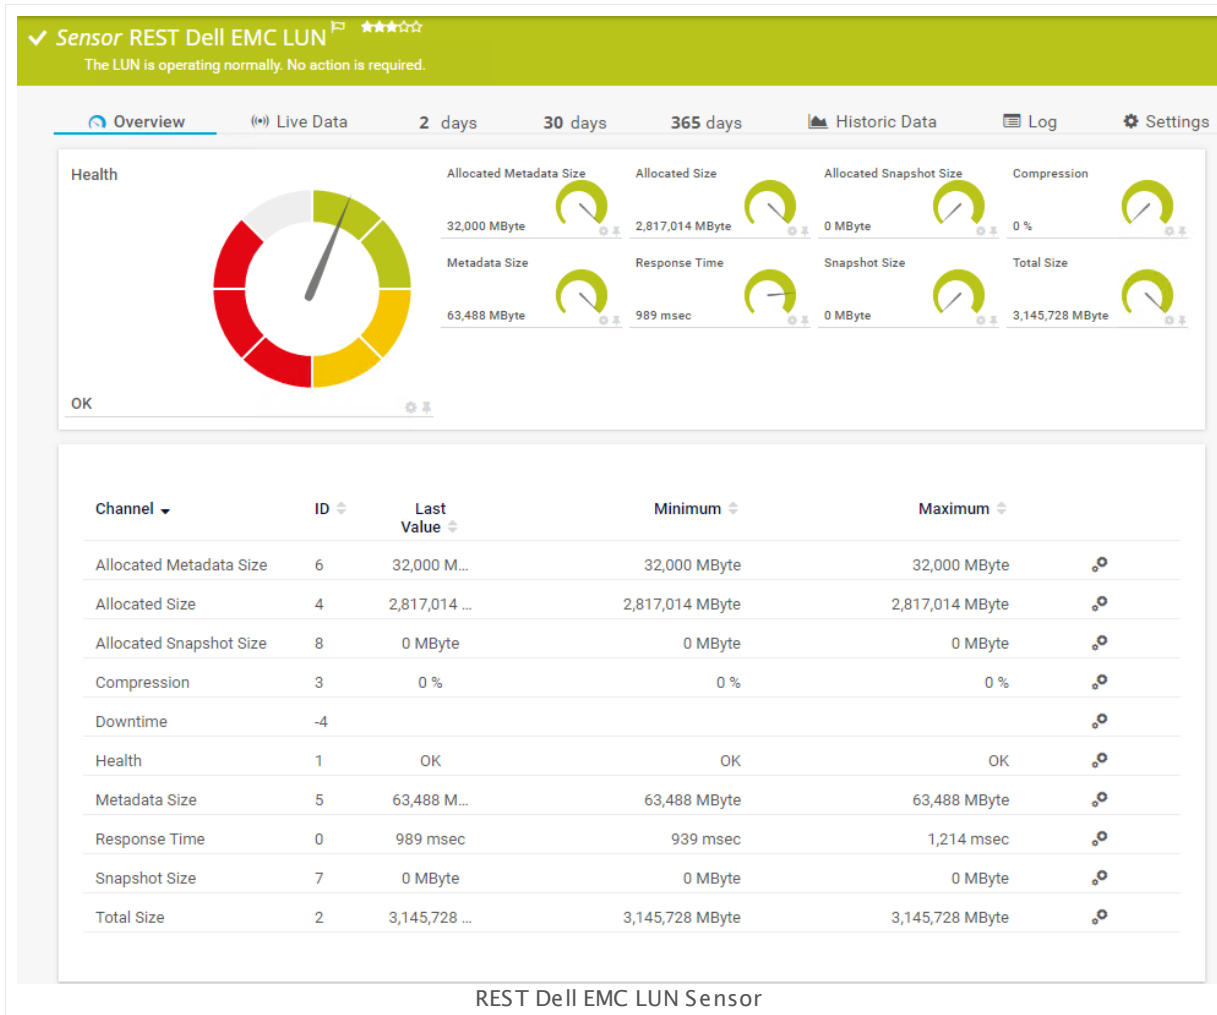 Sensor REST Dell EMC LUN
The LUN is operating normally. No action is required.
Overview Live Data 2 days 30 days 365 days Historic Data Log Settings
Health
OK
Allocated Metadata Size Allocated Size Allocated Snapshot Size Compression
32,000 MByte 2,817,014 MByte 0 MByte 0 %
Metadata Size Response Time Snapshot Size Total Size
63,488 MByte 989 msec 0 MByte 3,145,728 MByte
Channel ID Last Value Minimum Maximum
Allocated Metadata Size 6 32,000 M... 32,000 MByte 32,000 MByte
Allocated Size 4 2,817,014 ... 2,817,014 MByte 2,817,014 MByte
Allocated Snapshot Size 8 0 MByte 0 MByte 0 MByte
Compression 3 0 % 0 % 0 %
Downtime -4
Health 1 OK OK OK
Metadata Size 5 63,488 M... 63,488 MByte 63,488 MByte
Response Time 0 989 msec 939 msec 1,214 msec
Snapshot Size 7 0 MByte 0 MByte 0 MByte
Total Size 2 3,145,728 ... 3,145,728 MByte 3,145,728 MByte
REST Dell EMC LUN Sensor